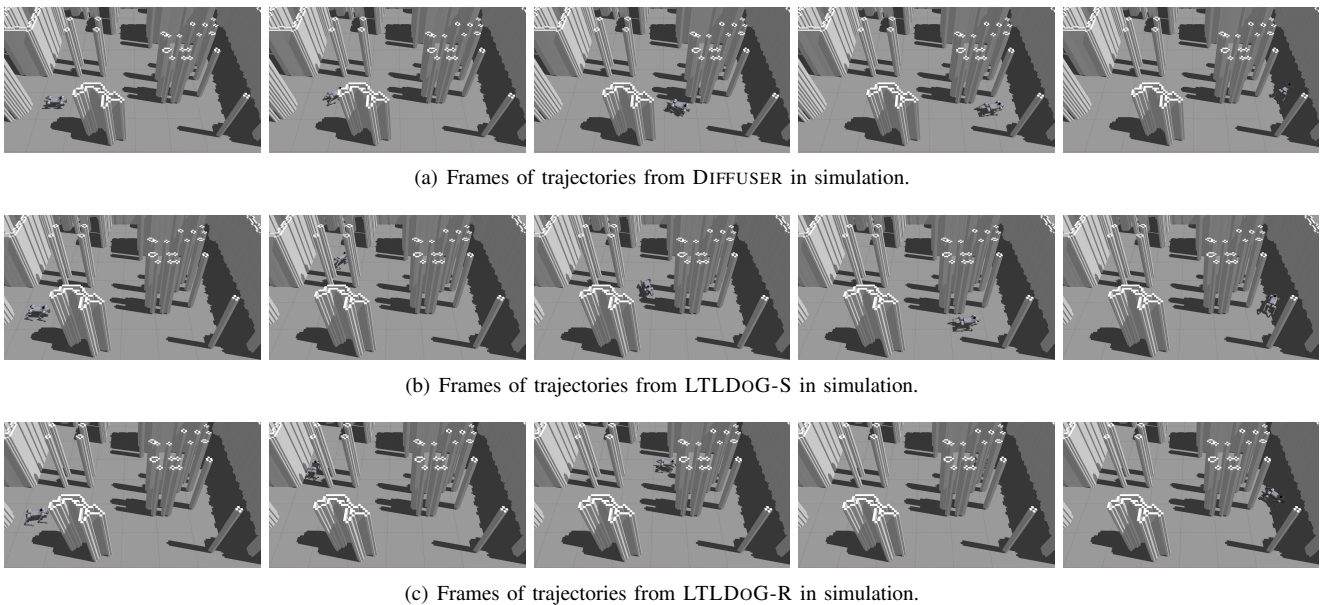 (a) Frames of trajectories from DIFFUSER in simulation.
(b) Frames of trajectories from LTLDOG-S in simulation.
(c) Frames of trajectories from LTLDOG-R in simulation.